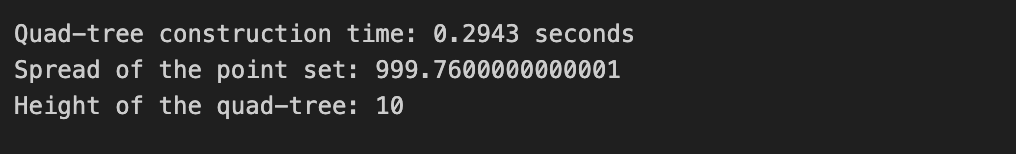 Quad-tree construction time: 0.2943 seconds
Spread of the point set: 999.7600000000001
Height of the quad-tree: 10